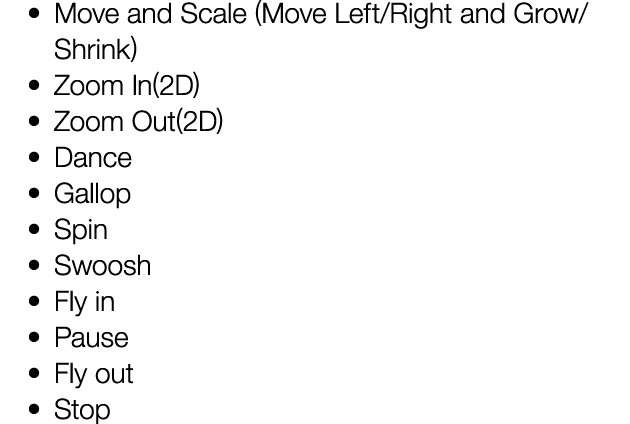 • Move and Scale (Move Left/Right and Grow/
Shrink)
• Zoom In(2D)
• Zoom Out(2D)
• Dance
• Gallop
• Spin
• Swoosh
• Fly in
• Pause
• Fly out
• Stop